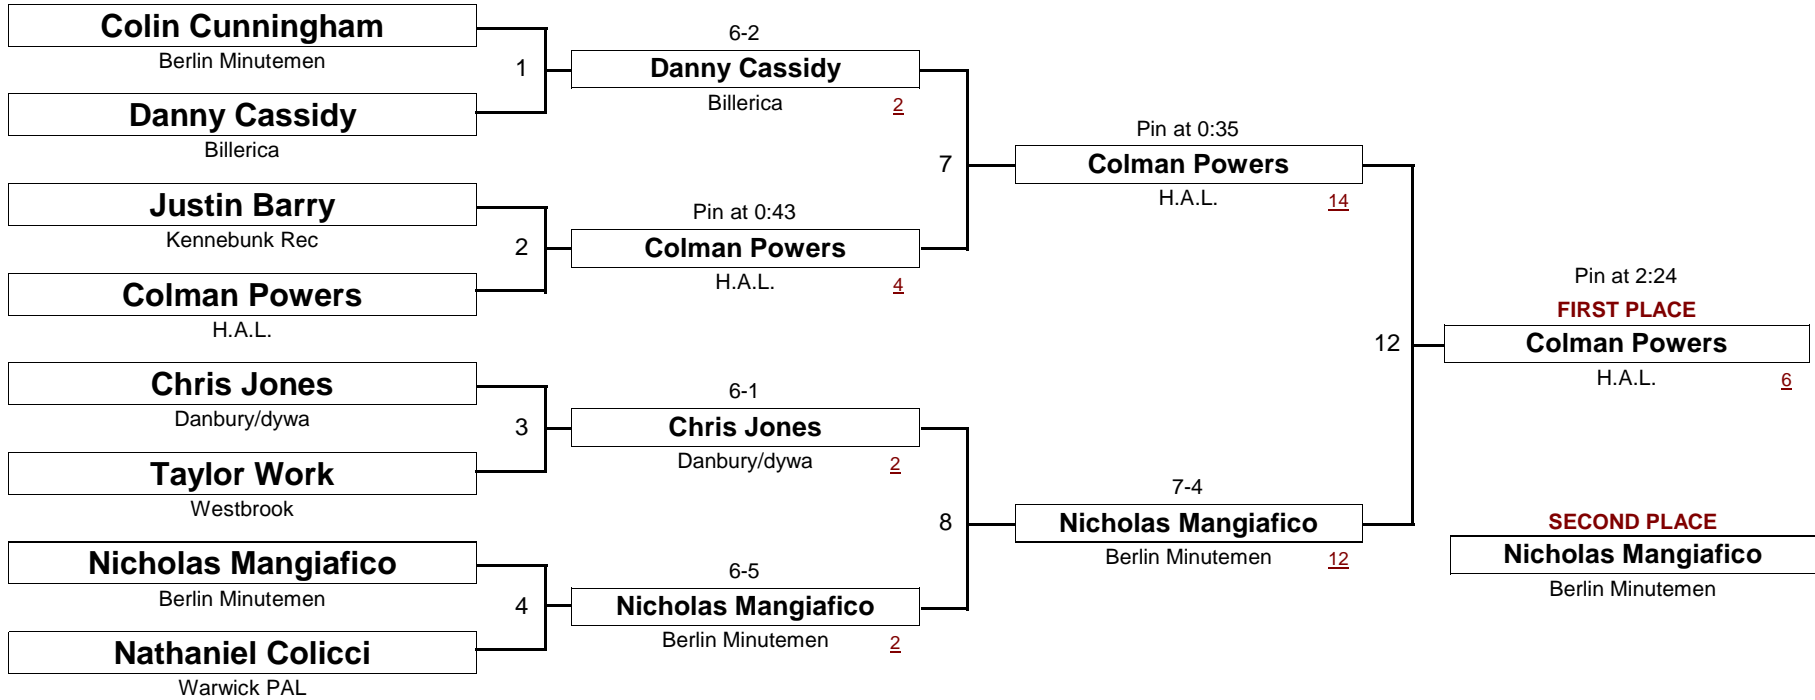 Colin Cunningham
Berlin Minutemen
1
Danny Cassidy
Billerica
6-2
Danny Cassidy
Billerica
2
Justin Barry
Kennebunk Rec
2
Colman Powers
H.A.L.
Pin at 0:43
Colman Powers
H.A.L.
4
7
Pin at 0:35
Colman Powers
H.A.L.
14
Chris Jones
Danbury/dywa
3
Taylor Work
Westbrook
6-1
Chris Jones
Danbury/dywa
2
Nicholas Mangiafico
Berlin Minutemen
4
Nathaniel Colicci
Warwick PAL
6-5
Nicholas Mangiafico
Berlin Minutemen
2
8
7-4
Nicholas Mangiafico
Berlin Minutemen
12
12
Pin at 2:24
FIRST PLACE
Colman Powers
H.A.L.
6
SECOND PLACE
Nicholas Mangiafico
Berlin Minutemen